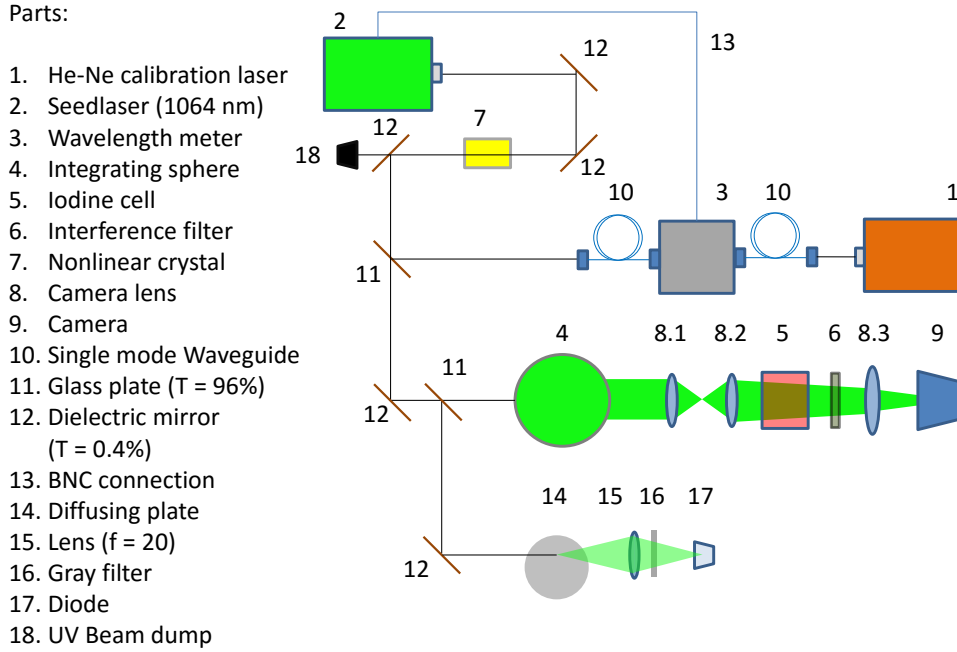 Parts:
1. He-Ne calibration laser
2. Seedlaser (1064 nm)
3. Wavelength meter
4. Integrating sphere
5. Iodine cell
6. Interference filter
7. Nonlinear crystal
8. Camera lens
9. Camera
10. Single mode Waveguide
11. Glass plate (T = 96%)
12. Dielectric mirror
(T = 0.4%)
13. BNC connection
14. Diffusing plate
15. Lens (f = 20)
16. Gray filter
17. Diode
18. UV Beam dump
2
12
13
12
7
18
12
10
3
10
1
11
4
8.1
8.2
5
6
8.3
9
11
12
14
15
16
17
12